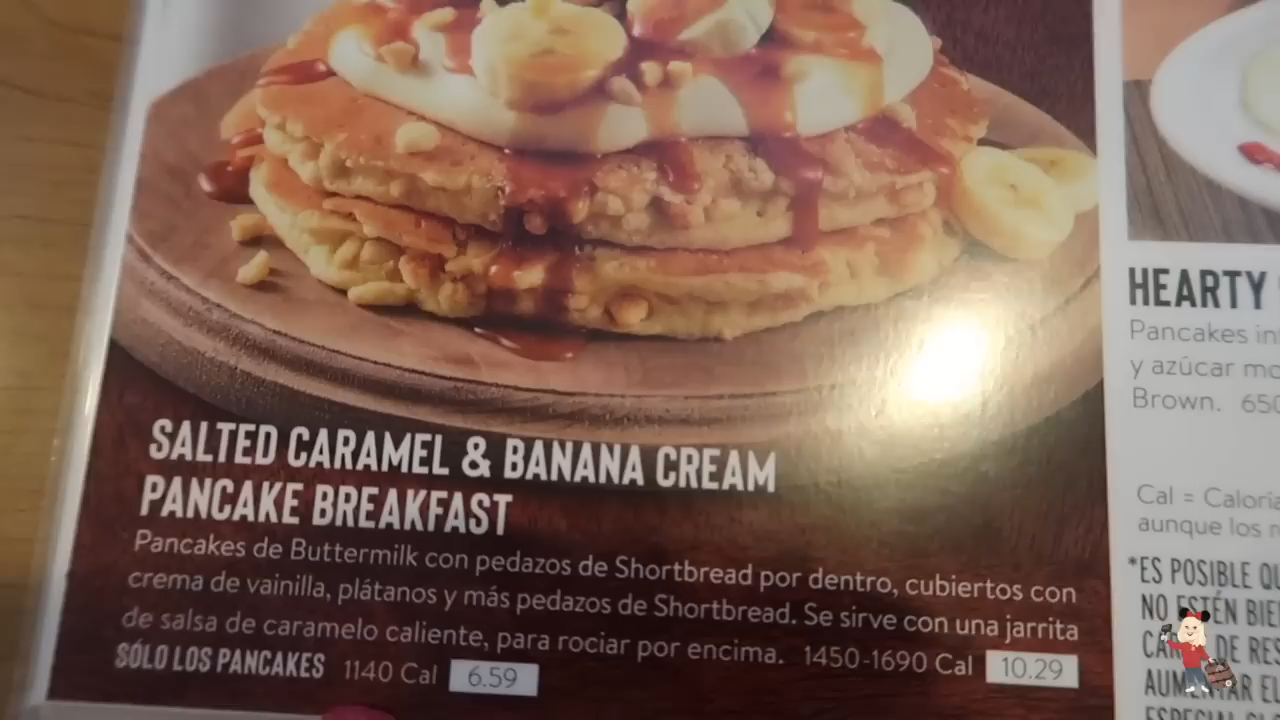 SALTED CARAMEL & BANANA CREAM
PANCAKE BREAKFAST
Pancakes de Buttermilk con pedazos de Shortbread por dentro, cubiertos con
crema de vainilla, plátanos y más pedazos de Shortbread. Se sirve con una jarrita
de salsa de caramelo caliente, para rociar por encima. 1450-1690 Cal 10.29
SÓLO LOS PANCAKES 1140 Cal 6.59
HEARTY
Pancakes
y azúcar
Brown.
Cal =
aunque los
*ES POSIBLE
NO ESTÉN
DE
EL